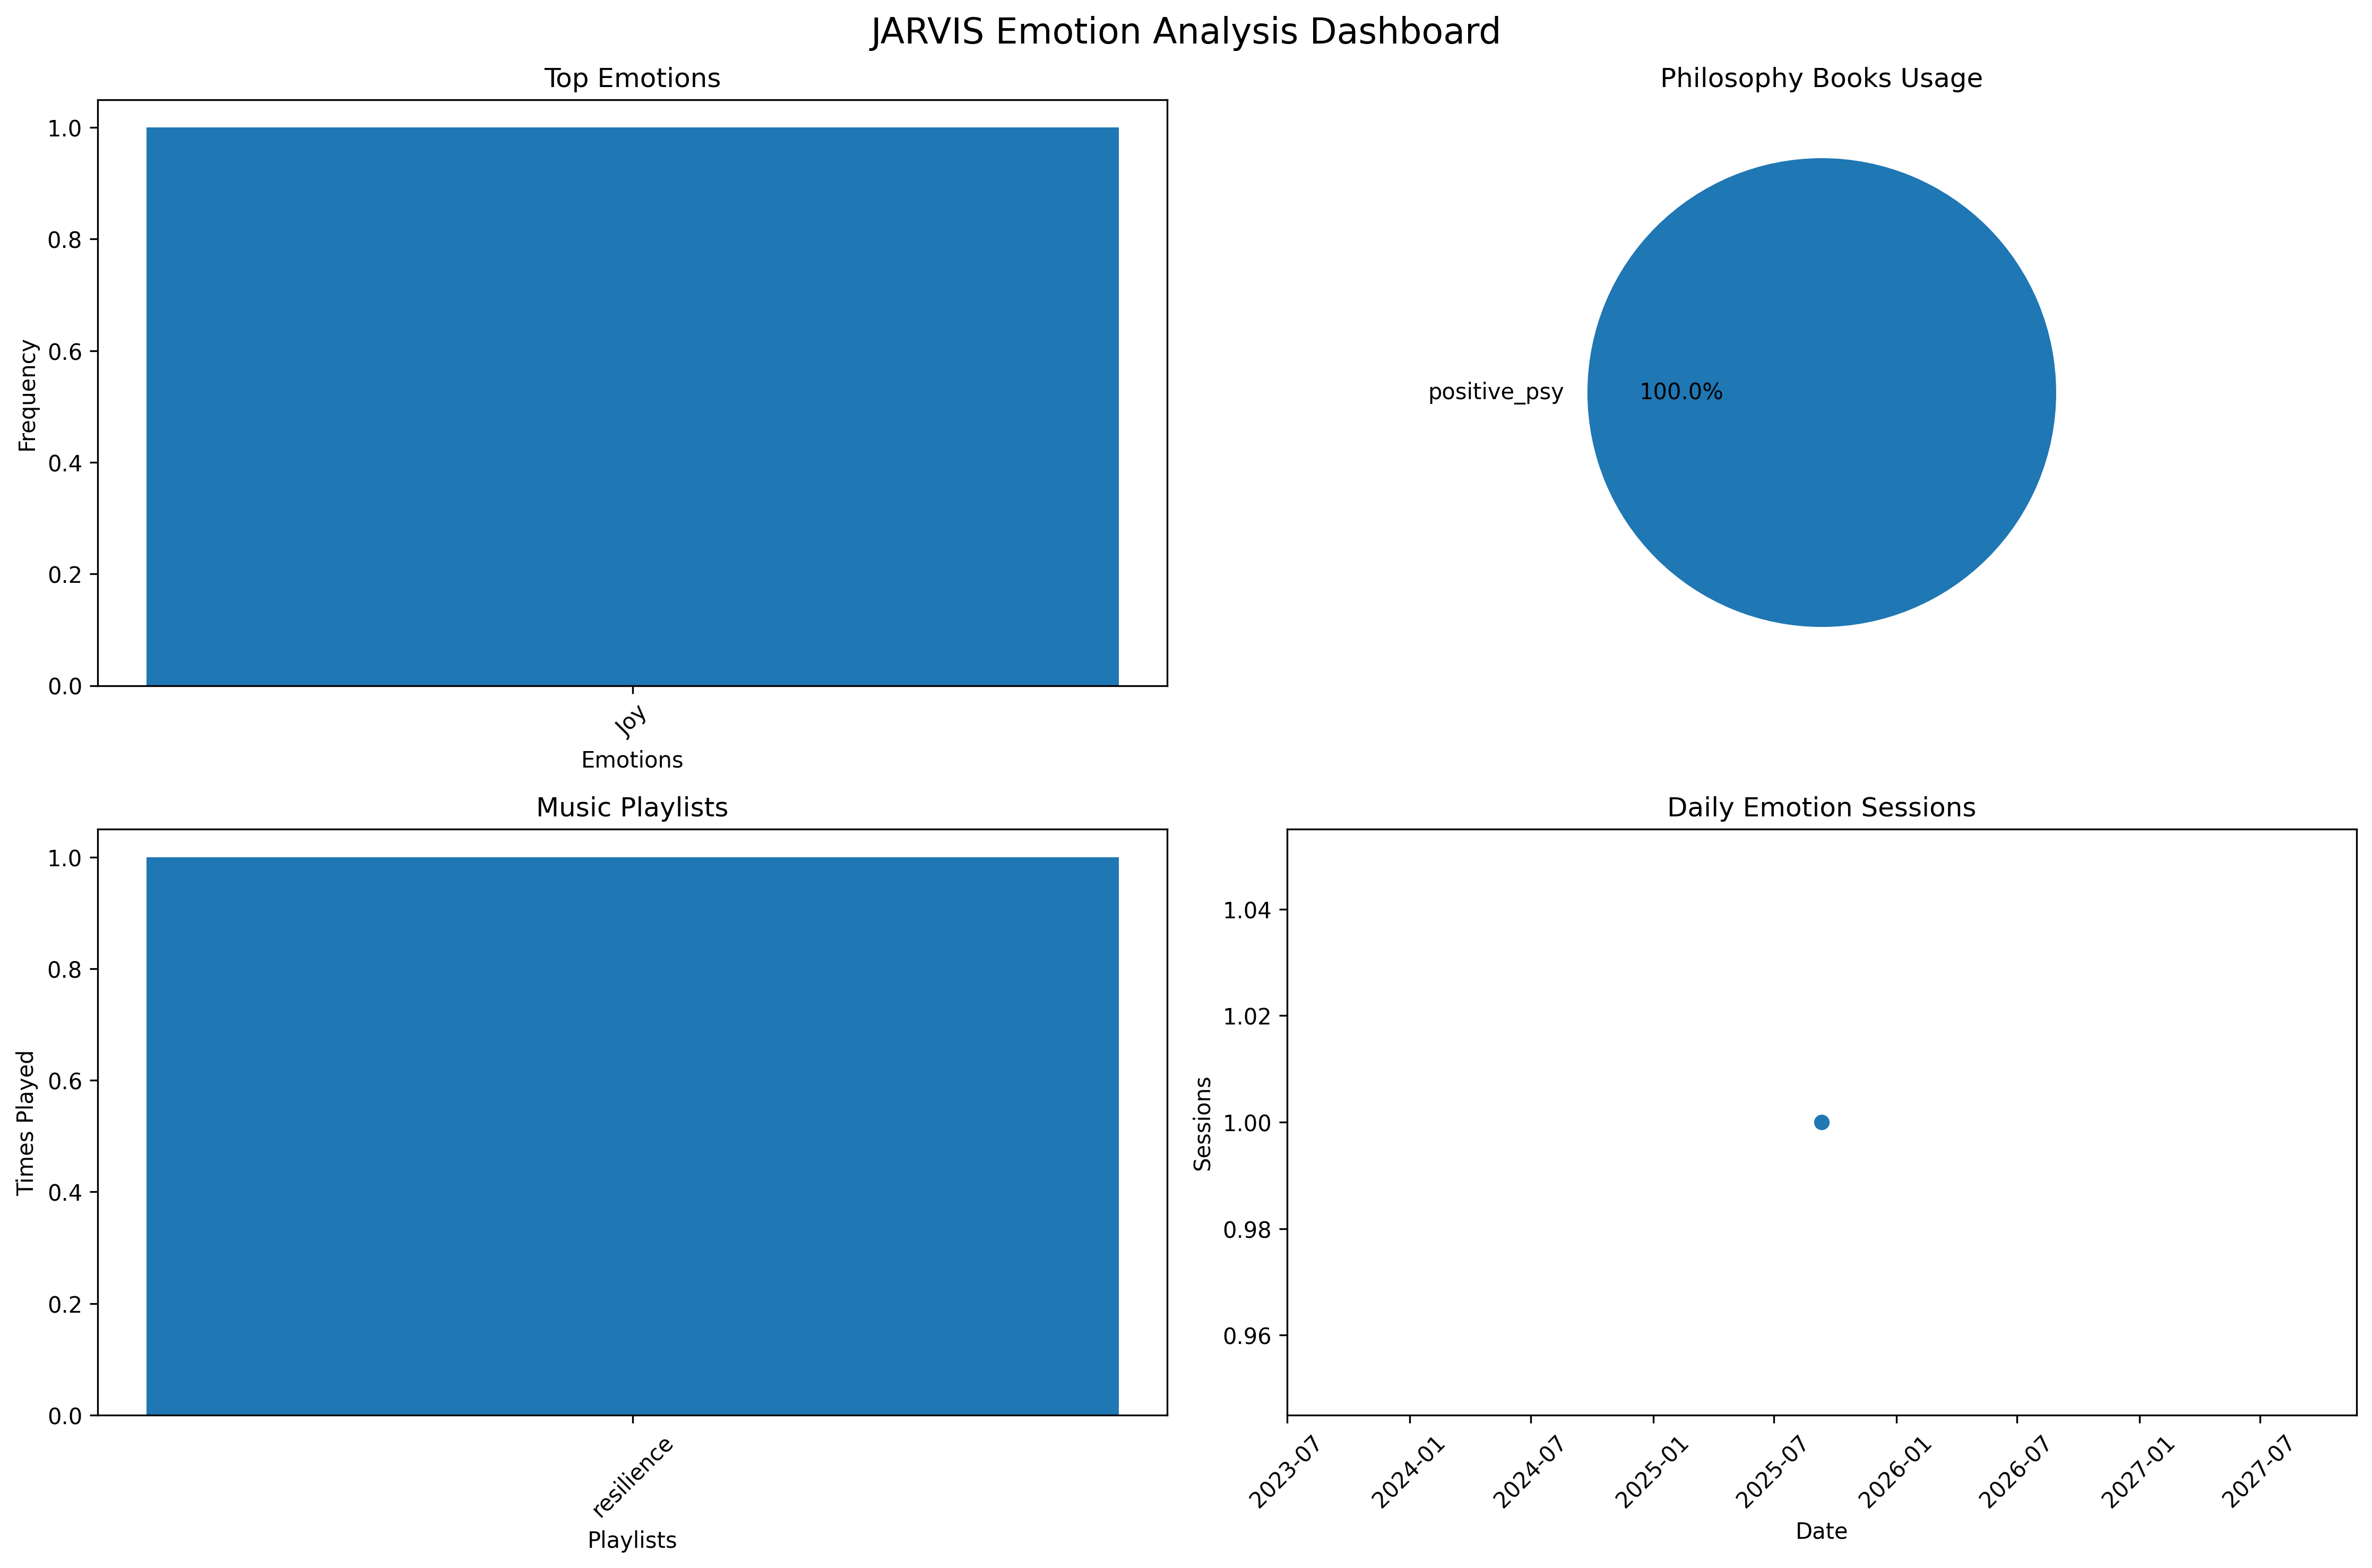 JARVIS Emotion Analysis Dashboard
Top Emotions
Frequency
1.0
0.8
0.6
0.4
0.2
0.0
Joy
Emotions
Philosophy Books Usage
positive_psy
100.0%
Music Playlists
Times Played
1.0
0.8
0.6
0.4
0.2
0.0
resilience
Playlists
Daily Emotion Sessions
Sessions
1.04
1.02
1.00
0.98
0.96
2023-07
2024-01
2024-07
2025-01
2025-07
2026-01
2026-07
2027-01
2027-07
Date